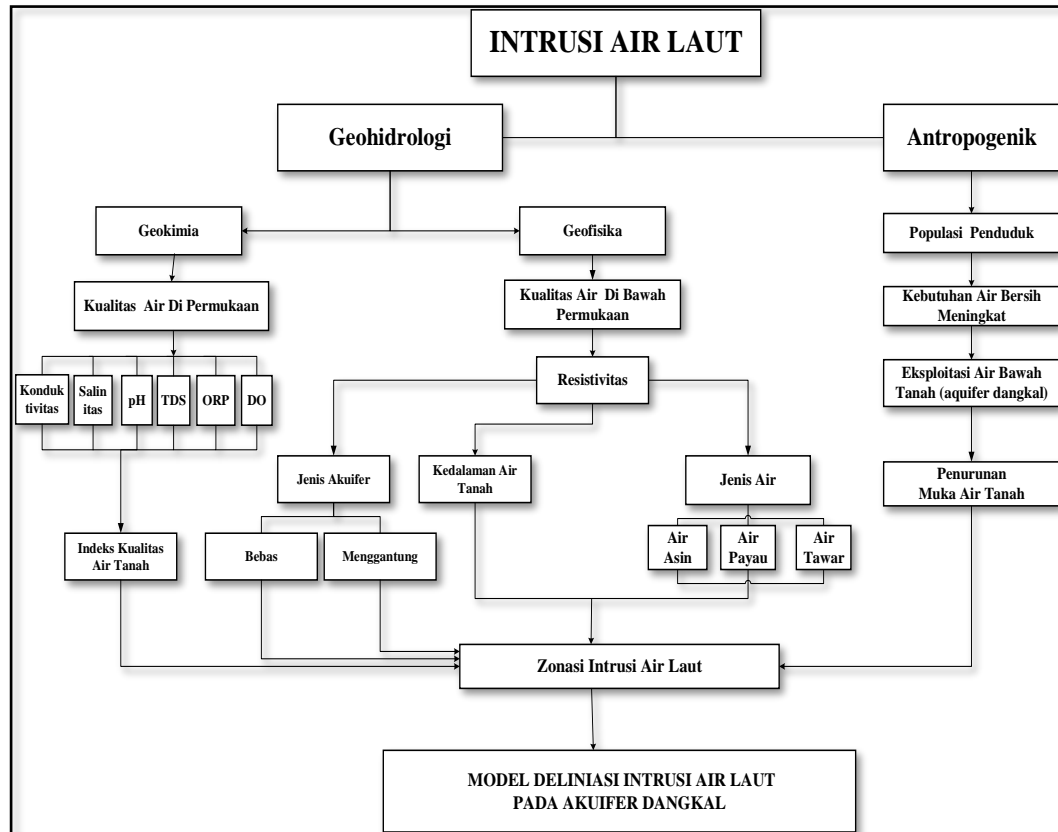 INTRUSI AIR LAUT
Geohidrologi
Antropogenik
Geokimia
Geofisika
Populasi Penduduk
Kualitas Air Di Permukaan
Kualitas Air Di Bawah
Permukaan
Kebutuhan Air Bersih
Meningkat
Konduk
tivitas
Salin
itas
pH
TDS
ORP
DO
Resistivitas
Eksploitasi Air Bawah
Tanah (aquifer dangkal)
Jenis Akuifer
Kedalaman Air
Tanah
Jenis Air
Penurunan
Muka Air Tanah
Indeks Kualitas
Air Tanah
Bebas
Menggantung
Air
Asin
Air
Payau
Air
Tawar
Zonasi Intrusi Air Laut
MODEL DELINIASI INTRUSI AIR LAUT
PADA AKUIFER DANGKAL